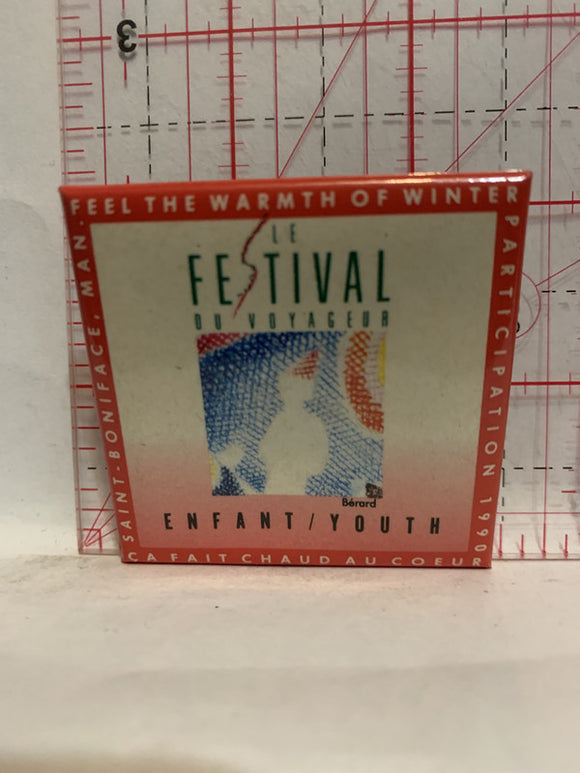 3
FEEL THE WARMTH OF WINTER
PARTICIPATION 1990
SAINT-BONIFACE, MAN.
LE
FESTIVAL
DU VOYAGEUR
Bérard
ENFANT/YOUTH
CA FAIT CHAUD AU COEUR